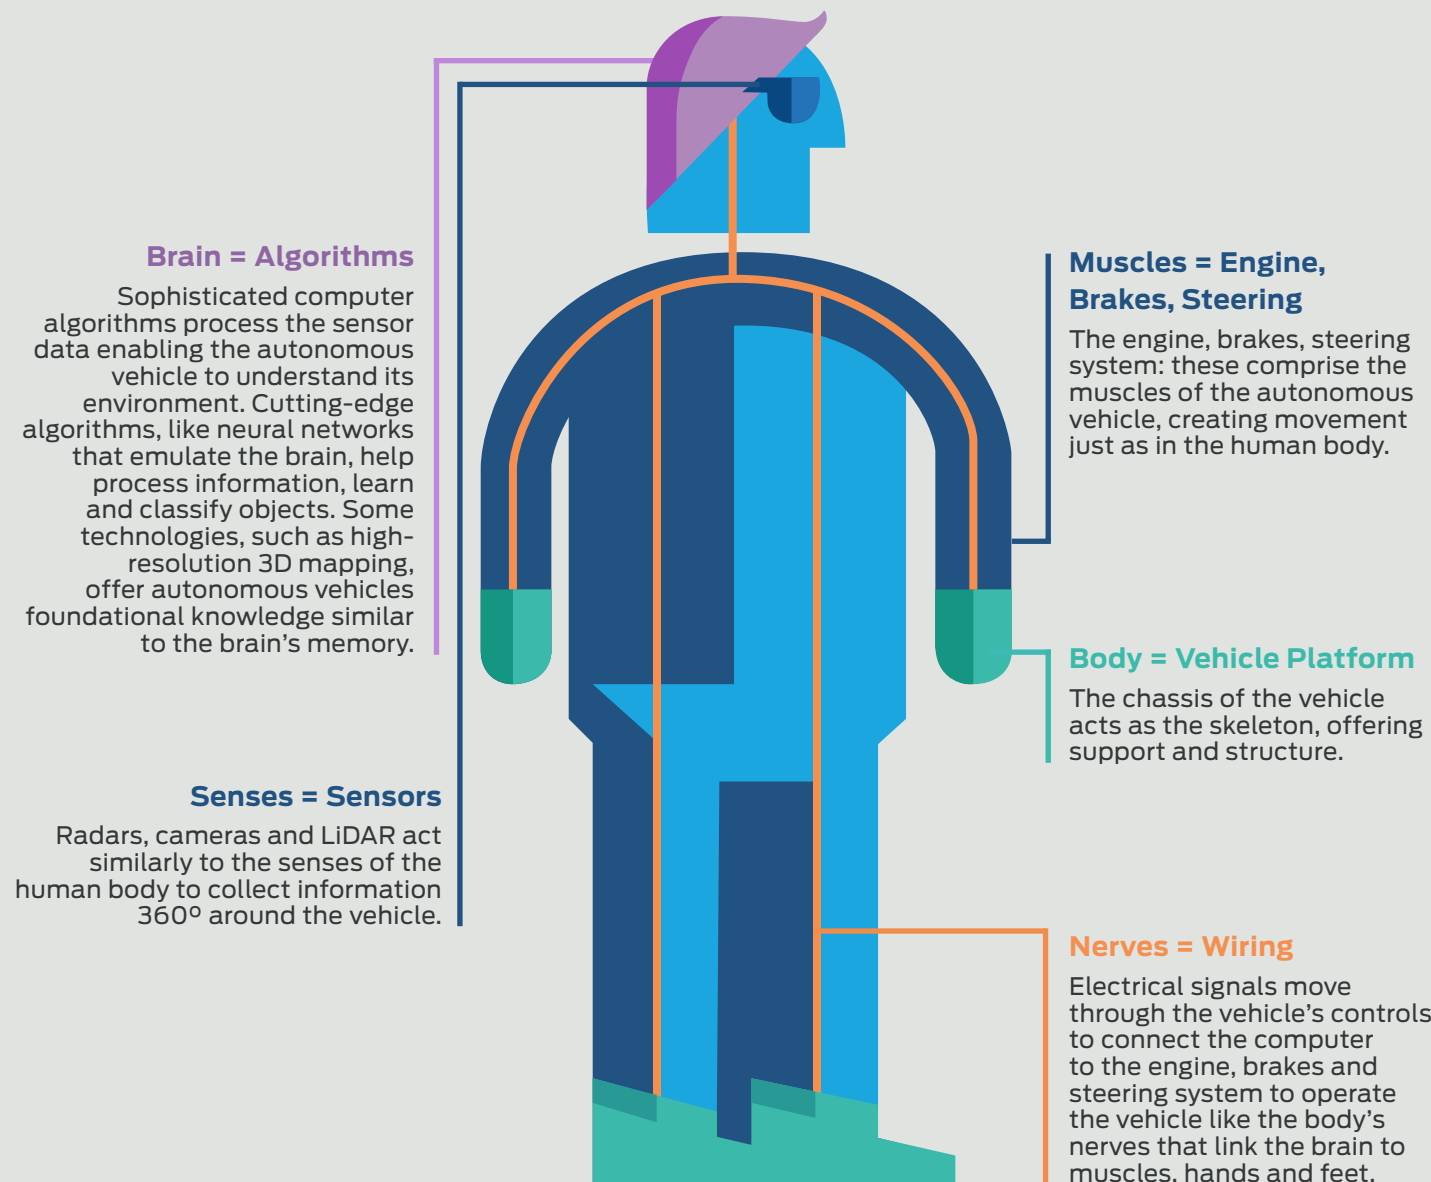 Brain = Algorithms
Sophisticated computer
algorithms process the sensor
data enabling the autonomous
vehicle to understand its
environment. Cutting-edge
algorithms, like neural networks
that emulate the brain, help
process information, learn
and classify objects. Some
technologies, such as high-
resolution 3D mapping,
offer autonomous vehicles
foundational knowledge similar
to the brain’s memory.
Senses = Sensors
Radars, cameras and LiDAR act
similarly to the senses of the
human body to collect information
360º around the vehicle.
Muscles = Engine,
Brakes, Steering
The engine, brakes, steering
system: these comprise the
muscles of the autonomous
vehicle, creating movement
just as in the human body.
Body = Vehicle Platform
The chassis of the vehicle
acts as the skeleton, offering
support and structure.
Nerves = Wiring
Electrical signals move
through the vehicle’s controls
to connect the computer
to the engine, brakes and
steering system to operate
the vehicle like the body’s
nerves that link the brain to
muscles, hands and feet.